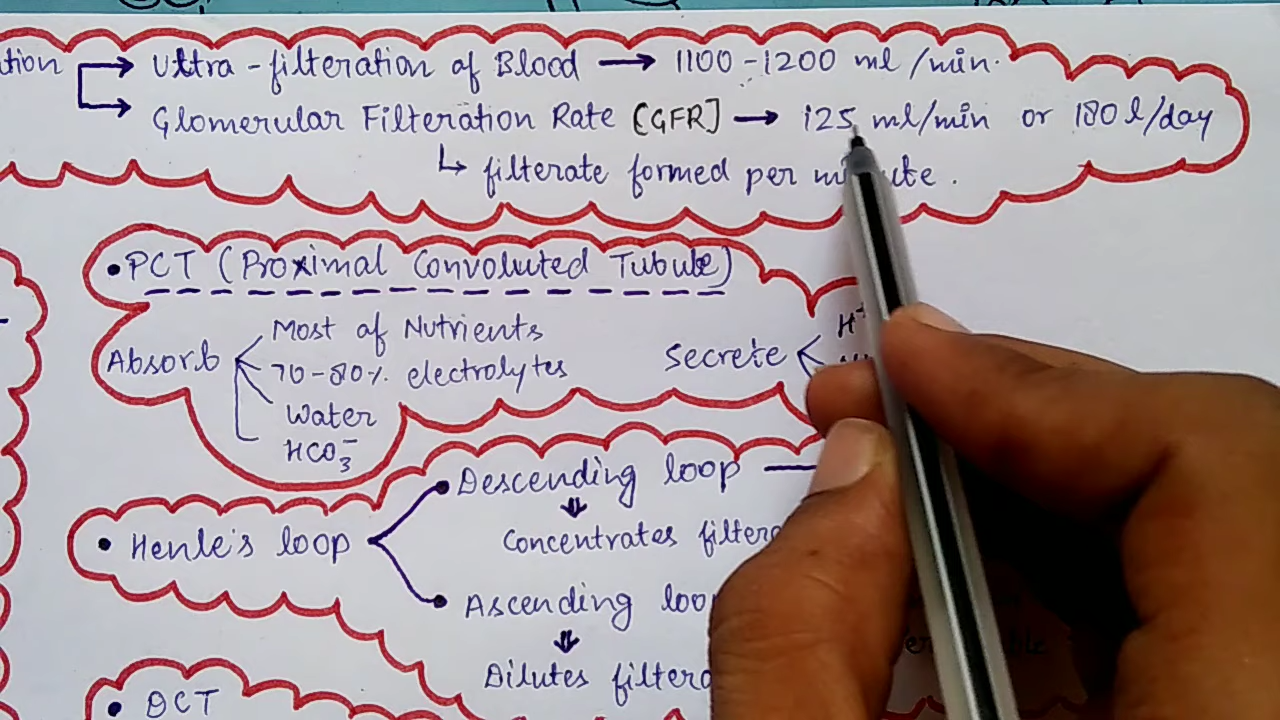 Ultra-filteration of Blood → 1100-1200 ml/min.
Glomerular Filteration Rate [GFR] → 125 ml/min or 180 l/day
↳ filterate formed per minute.
• PCT (Proximal Convoluted Tubule)
Absorb
Most of Nutrients
70-80% electrolytes
Water
HCO3-
Secrete
H+
• Henle's loop
• Descending loop
Concentrates
• Ascending
Dilutes
• DCT